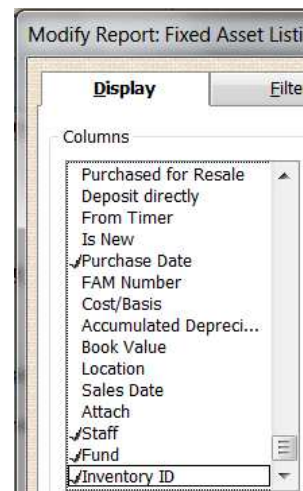 Modify Report: Fixed Asset Listi
Display Filte
Columns
Purchased for Resale
Deposit directly
From Timer
Is New
✓Purchase Date
FAM Number
Cost/Basis
Accumulated Depreci...
Book Value
Location
Sales Date
Attach
✓Staff
✓Fund
✓Inventory ID